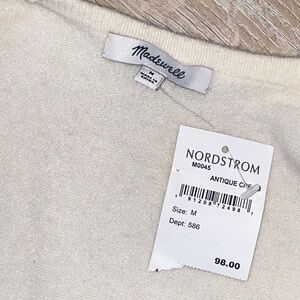 Madewell
M
NORDSTROM
M0045
ANTIQUE
Size: M
Dept: 586
98.00